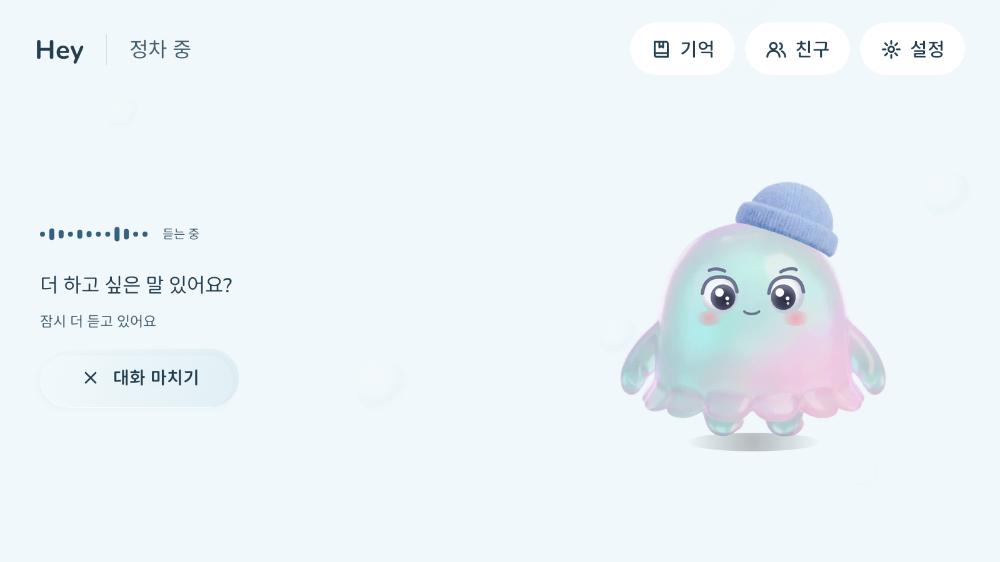 Hey
정차 중
기억
친구
설정
듣는 중
더 하고 싶은 말 있어요?
잠시 더 듣고 있어요
대화 마치기